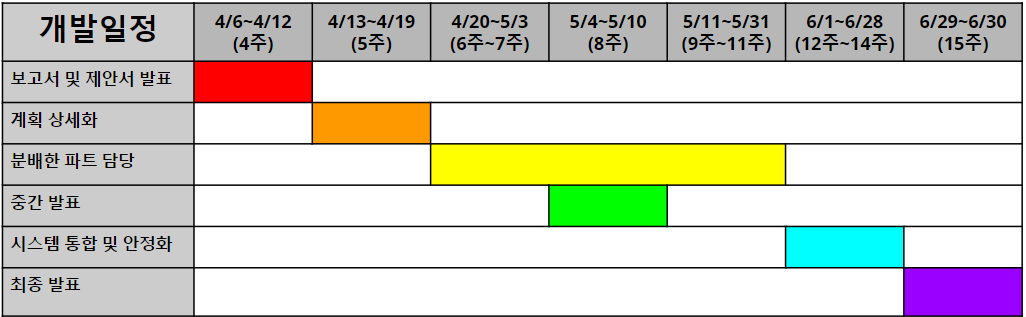 개발일정
4/6~4/12
(4주)
4/13~4/19
(5주)
4/20~5/3
(6주~7주)
5/4~5/10
(8주)
5/11~5/31
(9주~11주)
6/1~6/28
(12주~14주)
6/29~6/30
(15주)
보고서 및 제안서 발표
계획 상세화
분배한 파트 담당
중간 발표
시스템 통합 및 안정화
최종 발표